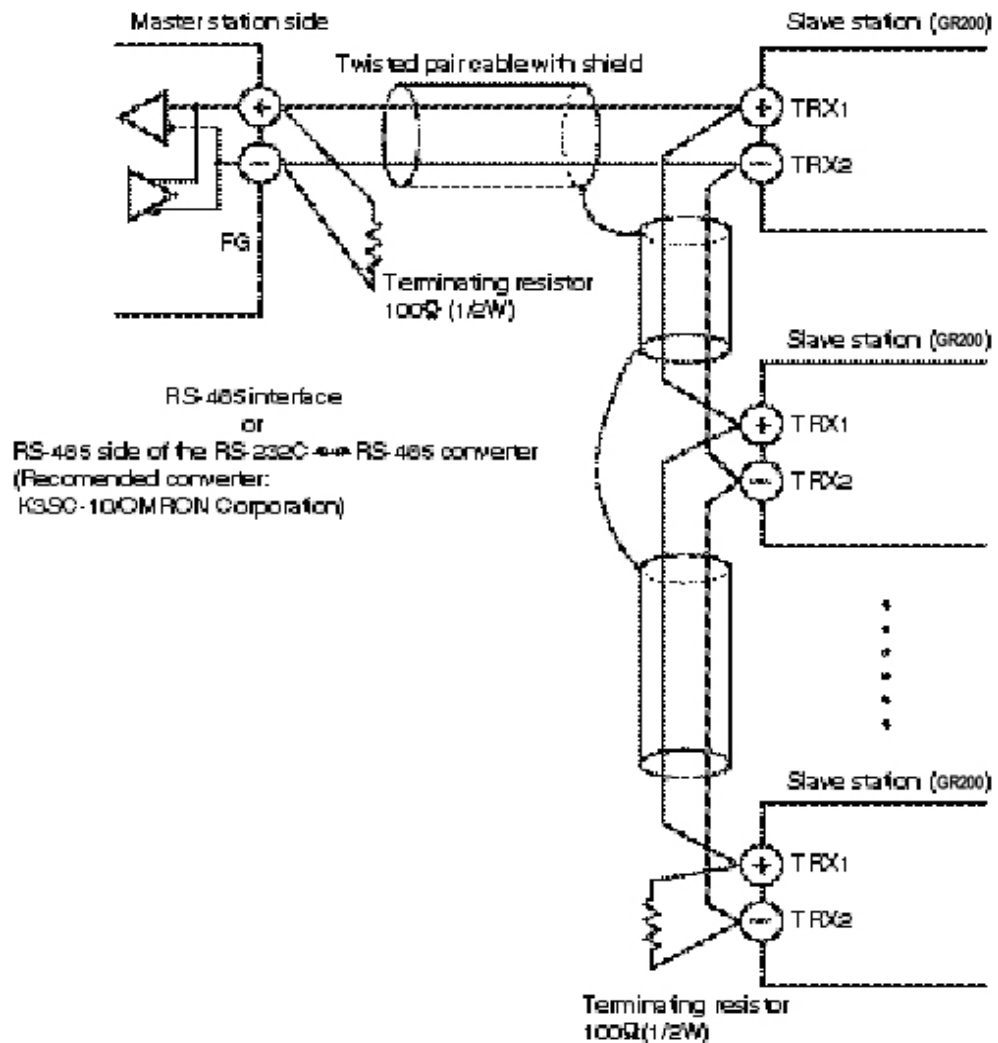 Master station side
Slave station (GR200)
Twisted pair cable with shield
+
−
TRX1
TRX2
FG
+
−
Terminating resistor
100Ω (1/2W)
Slave station (GR200)
RS-485 interface
or
RS-485 side of the RS-232C ↔ RS-485 converter
(Recomended converter:
K3SC-10/OMRON Corporation)
+
−
TRX1
TRX2
Slave station (GR200)
+
−
TRX1
TRX2
Terminating resistor
100Ω(1/2W)